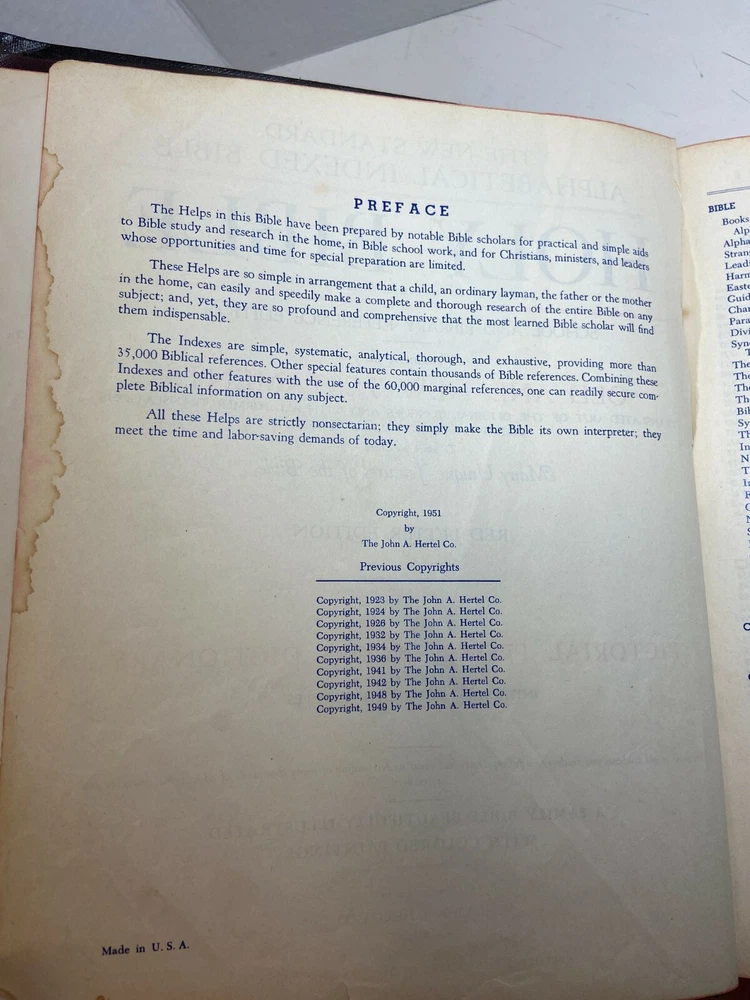 PREFACE
The Helps in this Bible have been prepared by notable Bible scholars for practical and simple aids
to Bible study and research in the home, in Bible school work, and for Christians, ministers, and leaders
whose opportunities and time for special preparation are limited.
These Helps are so simple in arrangement that a child, an ordinary layman, the father or the mother
in the home, can easily and speedily make a complete and thorough research of the entire Bible on any
subject; and, yet, they are so profound and comprehensive that the most learned Bible scholar will find
them indispensable.
The Indexes are simple, systematic, analytical, thorough, and exhaustive, providing more than
35,000 Biblical references. Other special features contain thousands of Bible references. Combining these
Indexes and other features with the use of the 60,000 marginal references, one can readily secure com-
plete Biblical information on any subject.
All these Helps are strictly nonsectarian; they simply make the Bible its own interpreter; they
meet the time and labor-saving demands of today.
Copyright, 1951
by
The John A. Hertel Co.
Previous Copyrights
Copyright, 1923 by The John A. Hertel Co.
Copyright, 1924 by The John A. Hertel Co.
Copyright, 1926 by The John A. Hertel Co.
Copyright, 1932 by The John A. Hertel Co.
Copyright, 1934 by The John A. Hertel Co.
Copyright, 1936 by The John A. Hertel Co.
Copyright, 1941 by The John A. Hertel Co.
Copyright, 1942 by The John A. Hertel Co.
Copyright, 1948 by The John A. Hertel Co.
Copyright, 1949 by The John A. Hertel Co.
Made in U. S. A.
BIBLE
Books